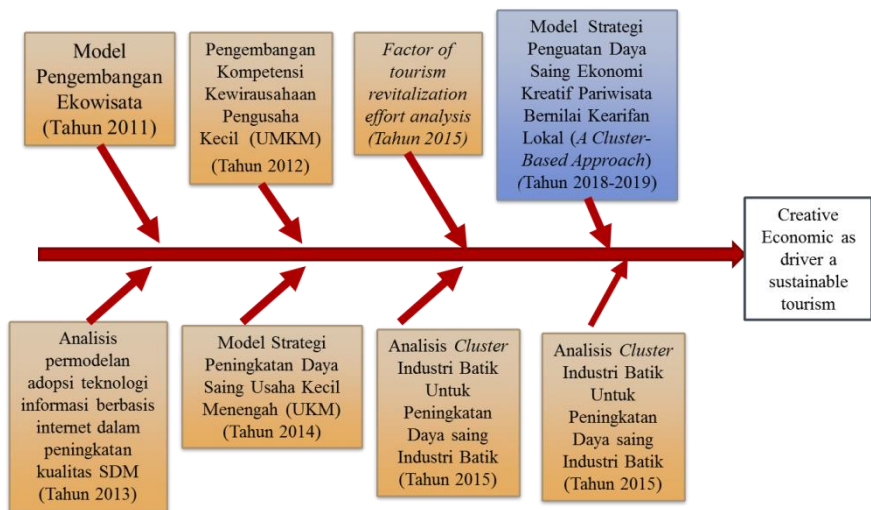 Model
Pengembangan
Ekowisata
(Tahun 2011)
Pengembangan
Kompetensi
Kewirausahaan
Pengusaha
Kecil (UMKM)
(Tahun 2012)
Factor of
tourism
revitalization
effort analysis
(Tahun 2015)
Model Strategi
Penguatan Daya
Saing Ekonomi
Kreatif Pariwisata
Bernilai Kearifan
Lokal (A Cluster-
Based Approach)
(Tahun 2018-2019)
Creative
Economic as
driver a
sustainable
tourism
Analisis
permodelan
adopsi teknologi
informasi berbasis
internet dalam
peningkatan
kualitas SDM
(Tahun 2013)
Model Strategi
Peningkatan Daya
Saing Usaha Kecil
Menengah (UKM)
(Tahun 2014)
Analisis Cluster
Industri Batik
Untuk
Peningkatan
Daya saing
Industri Batik
(Tahun 2015)
Analisis Cluster
Industri Batik
Untuk
Peningkatan
Daya saing
Industri Batik
(Tahun 2015)